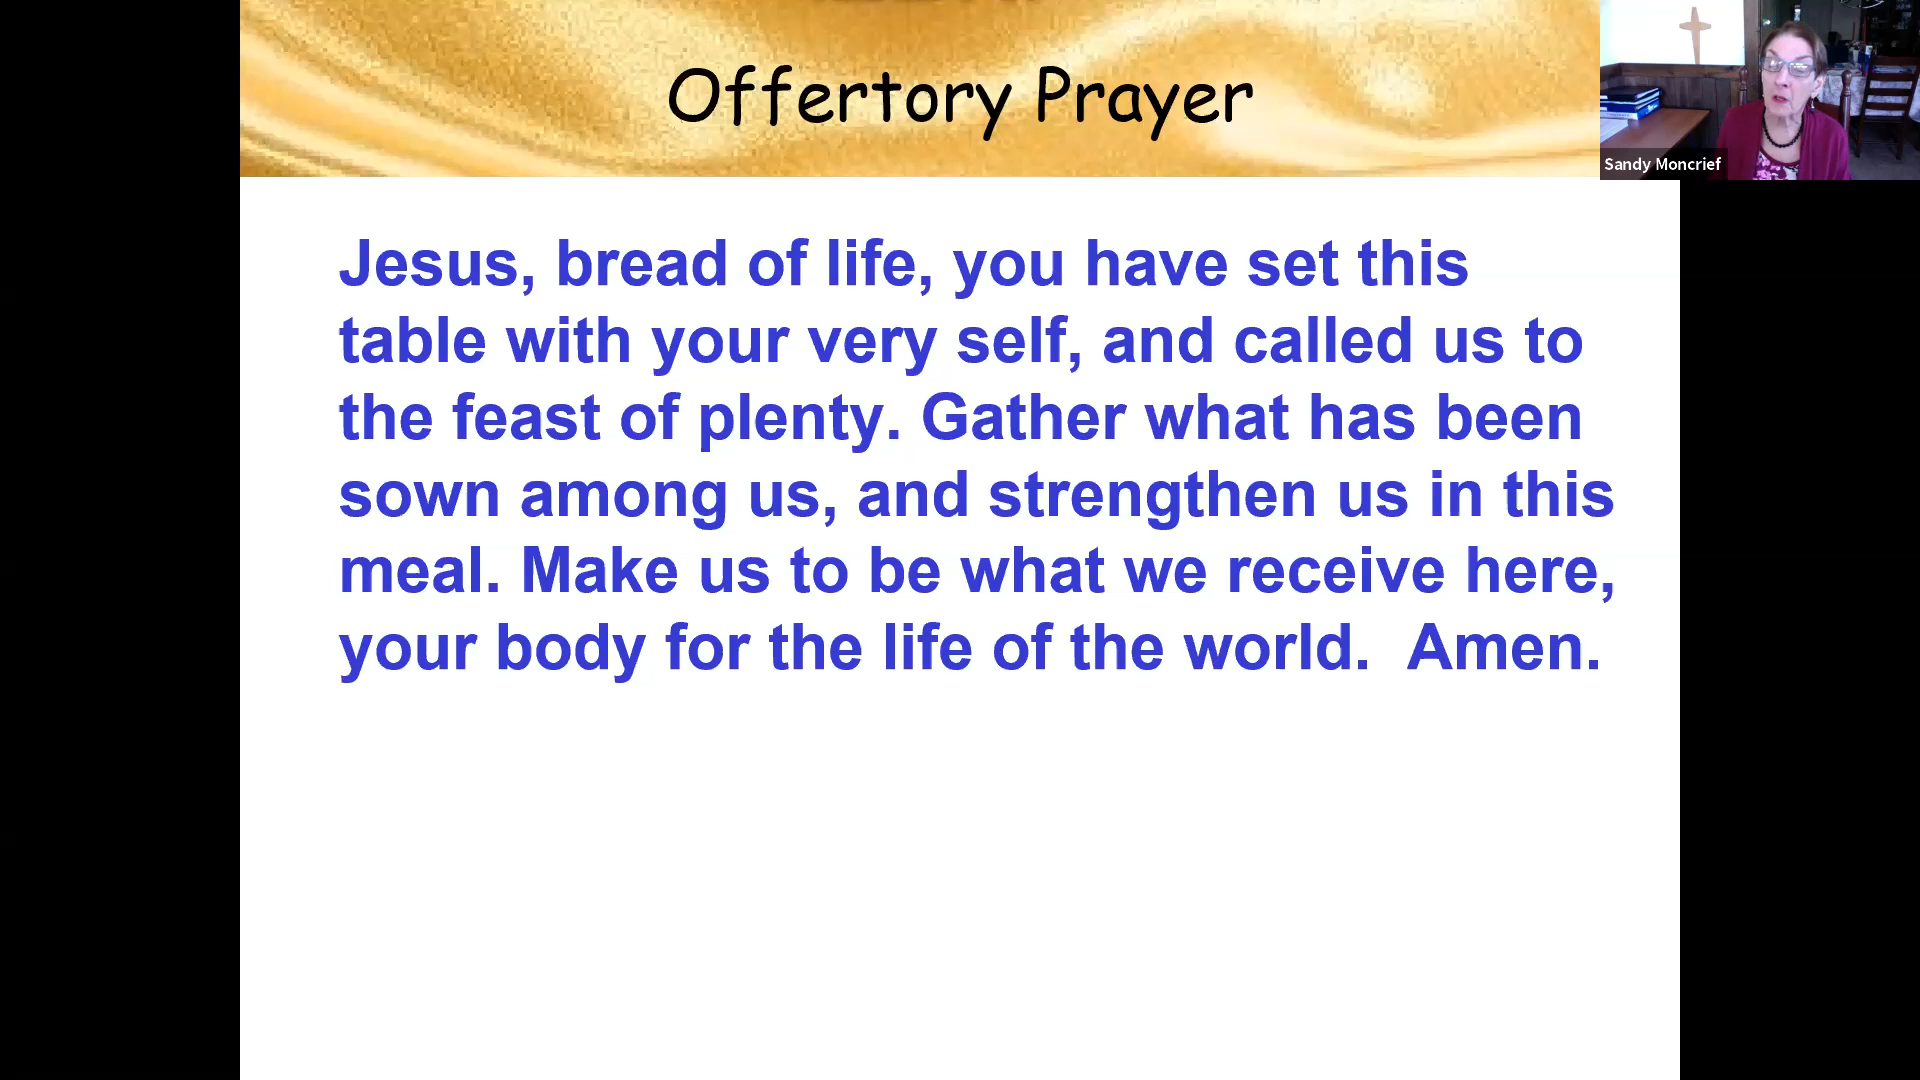 Offertory Prayer
Sandy Moncrief
Jesus, bread of life, you have set this
table with your very self, and called us to
the feast of plenty. Gather what has been
sown among us, and strengthen us in this
meal. Make us to be what we receive here,
your body for the life of the world.  Amen.